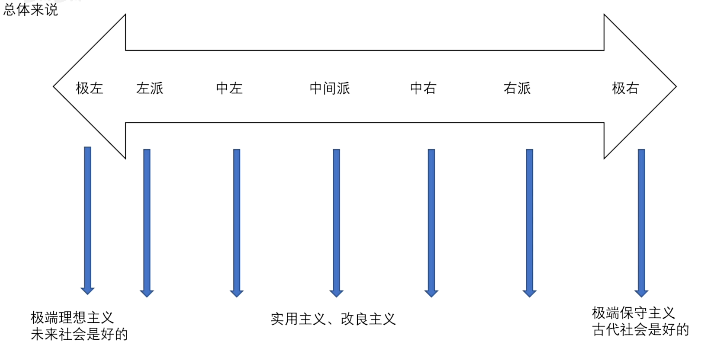 总体来说
极左 左派 中左 中间派 中右 右派 极右
极端理想主义
未来社会是好的
实用主义、改良主义
极端保守主义
古代社会是好的